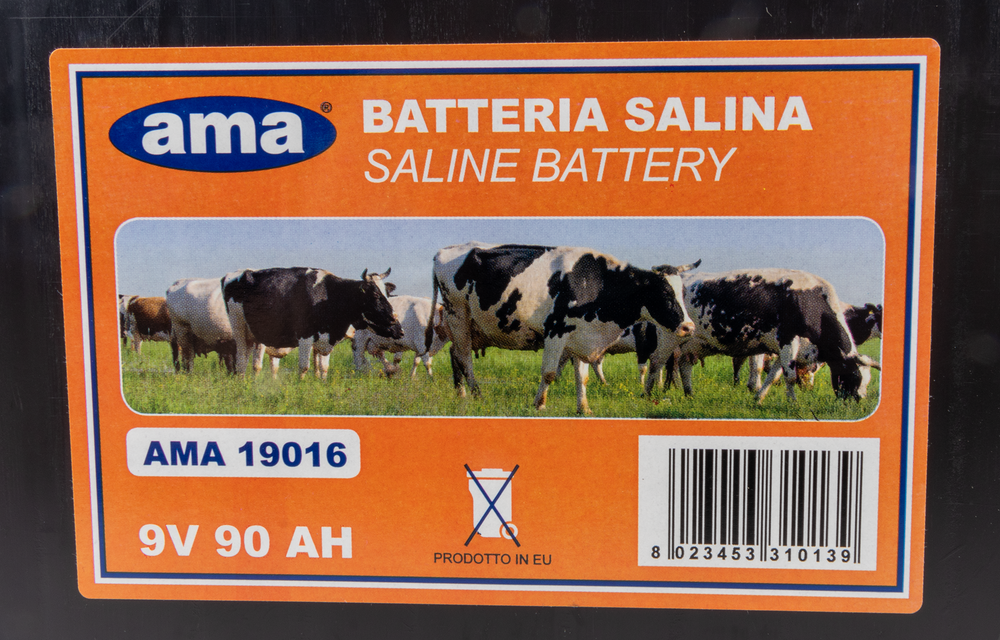 ama®
BATTERIA SALINA
SALINE BATTERY
AMA 19016
9V 90 AH
PRODOTTO IN EU
8 023453 310139